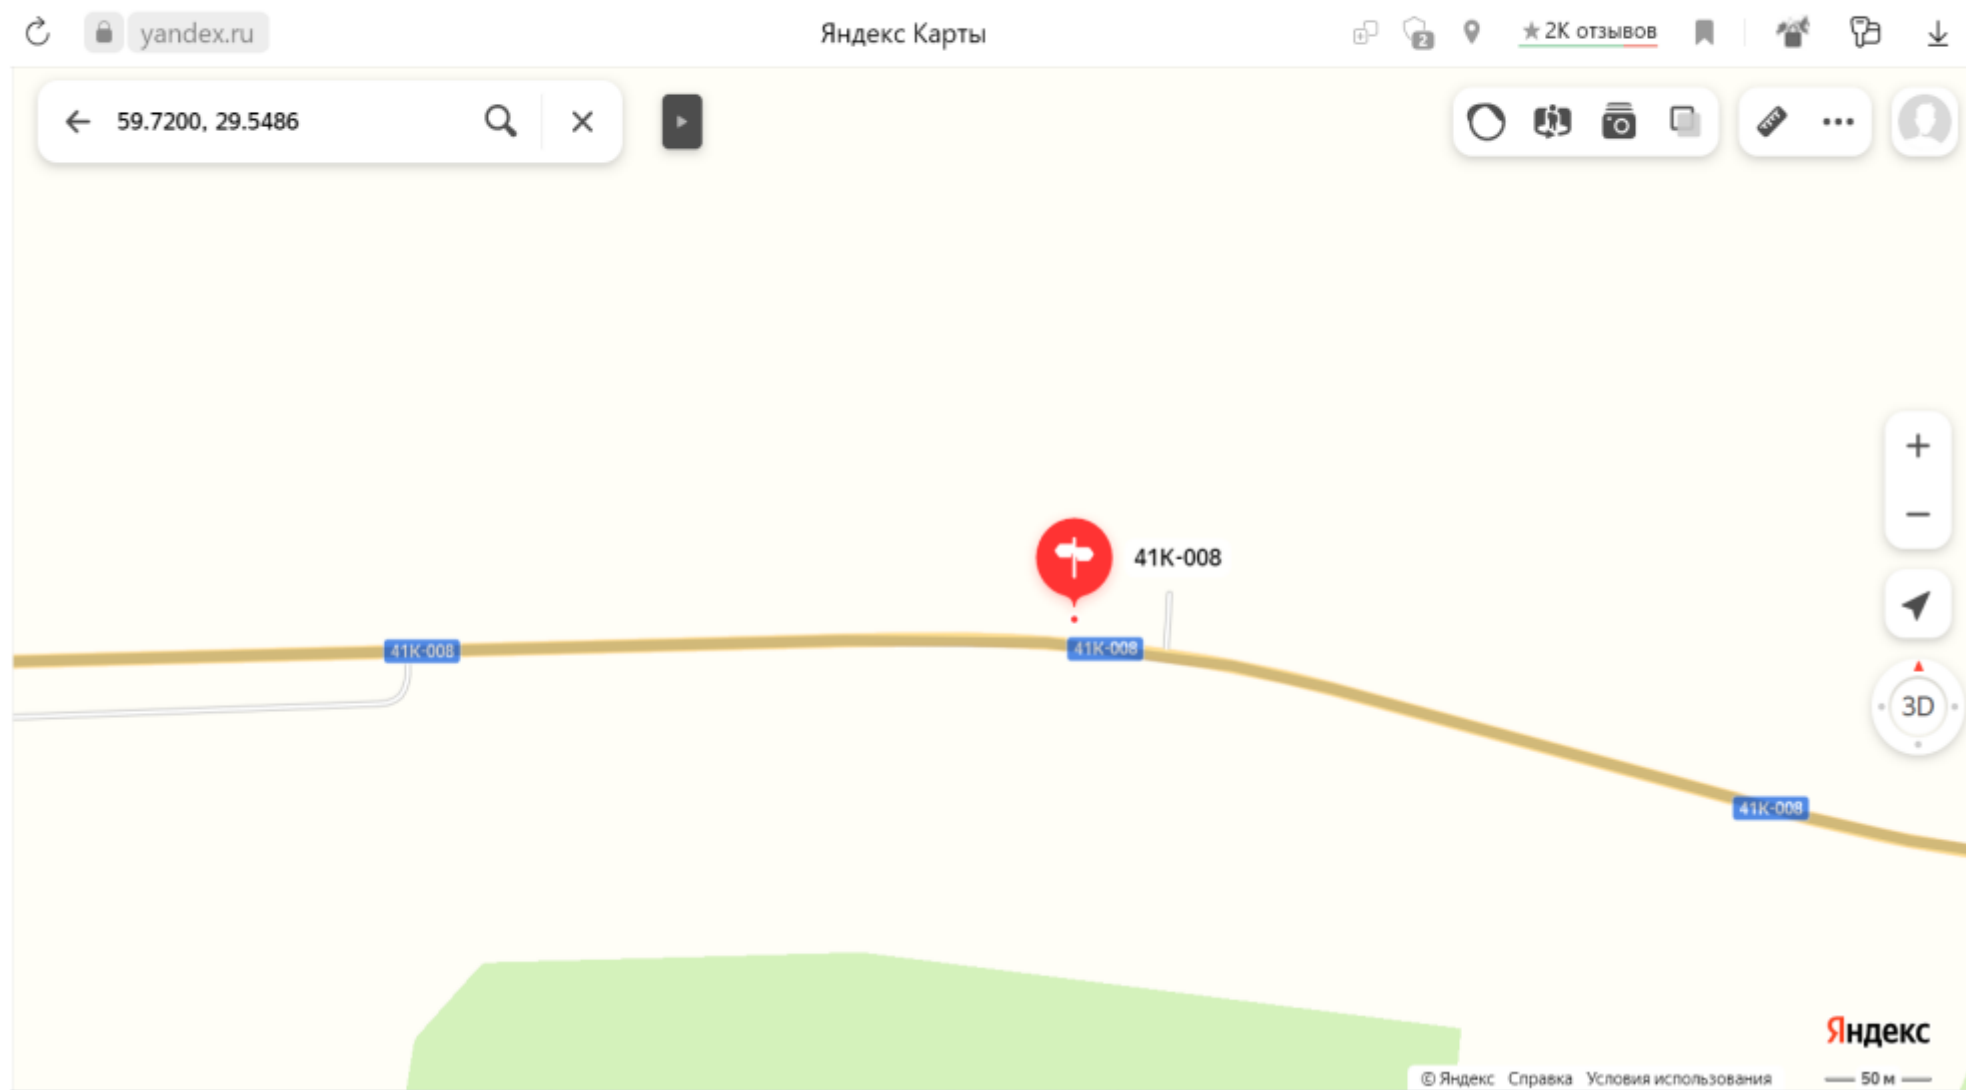 yandex.ru
Яндекс Карты
2
2К отзывов
59.7200, 29.5486
41К-008
41К-008
41К-008
3D
41К-008
Яндекс
© Яндекс Справка Условия использования 50 м